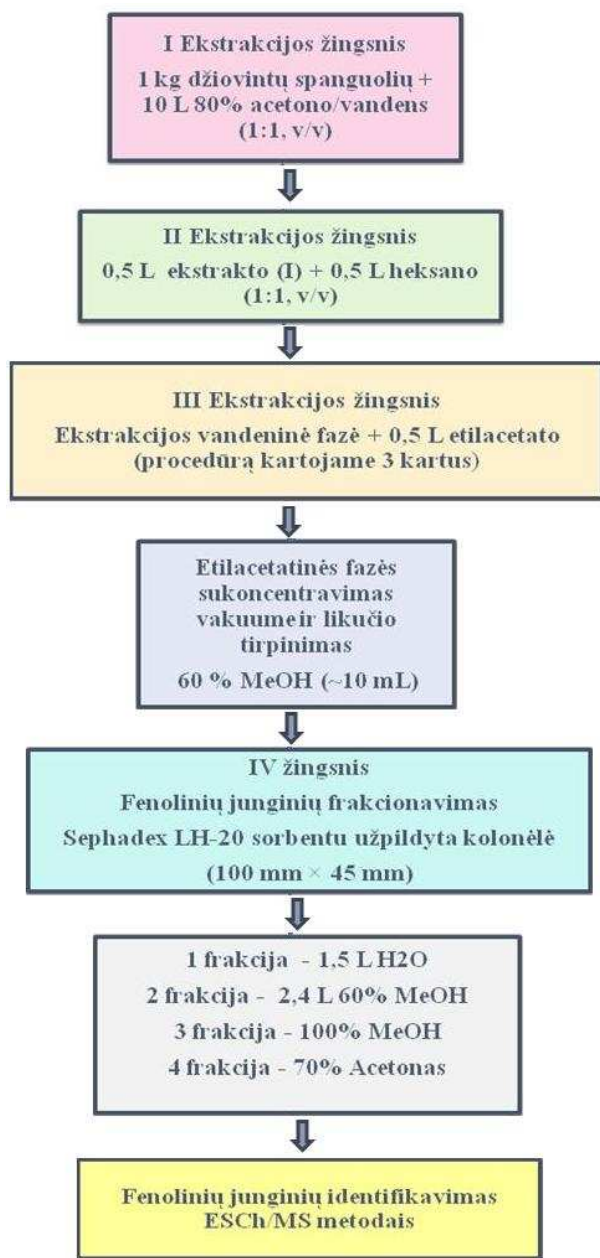 I Ekstrakcijos žingsnis
1 kg džiovintų spanguolių +
10 L 80% acetono/vandens
(1:1, v/v)
II Ekstrakcijos žingsnis
0,5 L ekstrakto (I) + 0,5 L heksano
(1:1, v/v)
III Ekstrakcijos žingsnis
Ekstrakcijos vandeninė fazė + 0,5 L etilacetato
(procedūrą kartojame 3 kartus)
Etilacetatinės fazės
sukoncentravimas
vakuume ir likučio
tirpinimas
60 % MeOH (~10 mL)
IV žingsnis
Fenolinių junginių frakcionavimas
Sephadex LH-20 sorbentu užpildyta kolonėlė
(100 mm × 45 mm)
1 frakcija - 1,5 L H2O
2 frakcija - 2,4 L 60% MeOH
3 frakcija - 100% MeOH
4 frakcija - 70% Acetonas
Fenolinių junginių identifikavimas
ESCh/MS metodais